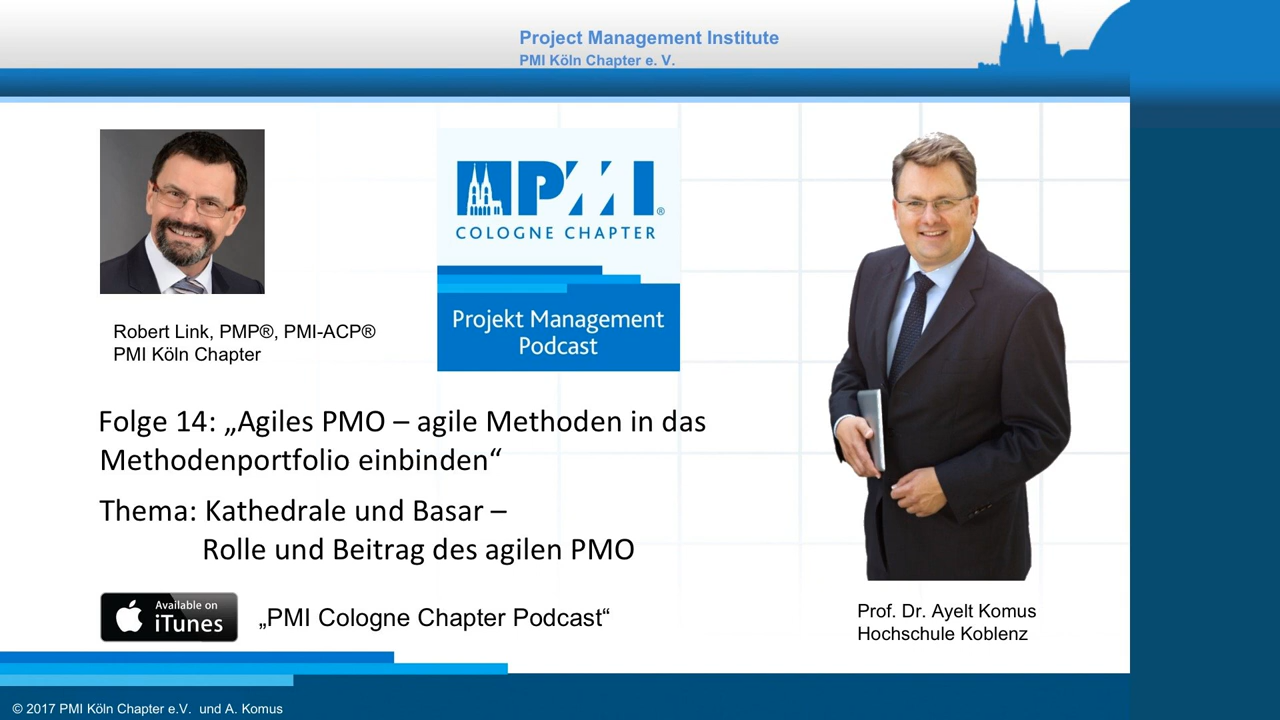 Project Management Institute
PMI Köln Chapter e. V.
PMI®
COLOGNE CHAPTER
Projekt Management
Podcast
Robert Link, PMP®, PMI-ACP®
PMI Köln Chapter
Folge 14: „Agiles PMO – agile Methoden in das
Methodenportfolio einbinden“
Thema: Kathedrale und Basar –
Rolle und Beitrag des agilen PMO
Available on
iTunes
„PMI Cologne Chapter Podcast“
Prof. Dr. Ayelt Komus
Hochschule Koblenz
© 2017 PMI Köln Chapter e.V. und A. Komus